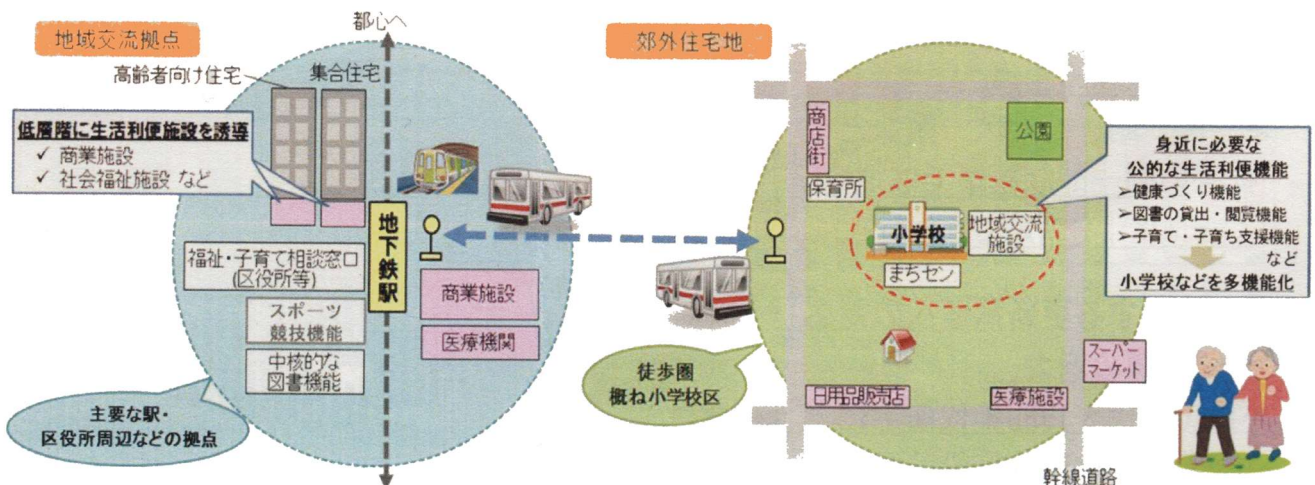 都心へ
地域交流拠点
高齢者向け住宅
集合住宅
低層階に生活利便施設を誘導
✓ 商業施設
✓ 社会福祉施設 など
地下鉄駅
福祉・子育て相談窓口
(区役所等)
スポーツ
競技機能
中核的な
図書機能
商業施設
医療機関
主要な駅・
区役所周辺などの拠点
郊外住宅地
商店街
公園
保育所
小学校
地域交流
施設
まちセン
身近に必要な
公的な生活利便機能
➢健康づくり機能
➢図書の貸出・閲覧機能
➢子育て・子育ち支援機能
など
小学校などを多機能化
徒歩圏
概ね小学校区
日用品販売店
医療施設
スーパー
マーケット
幹線道路